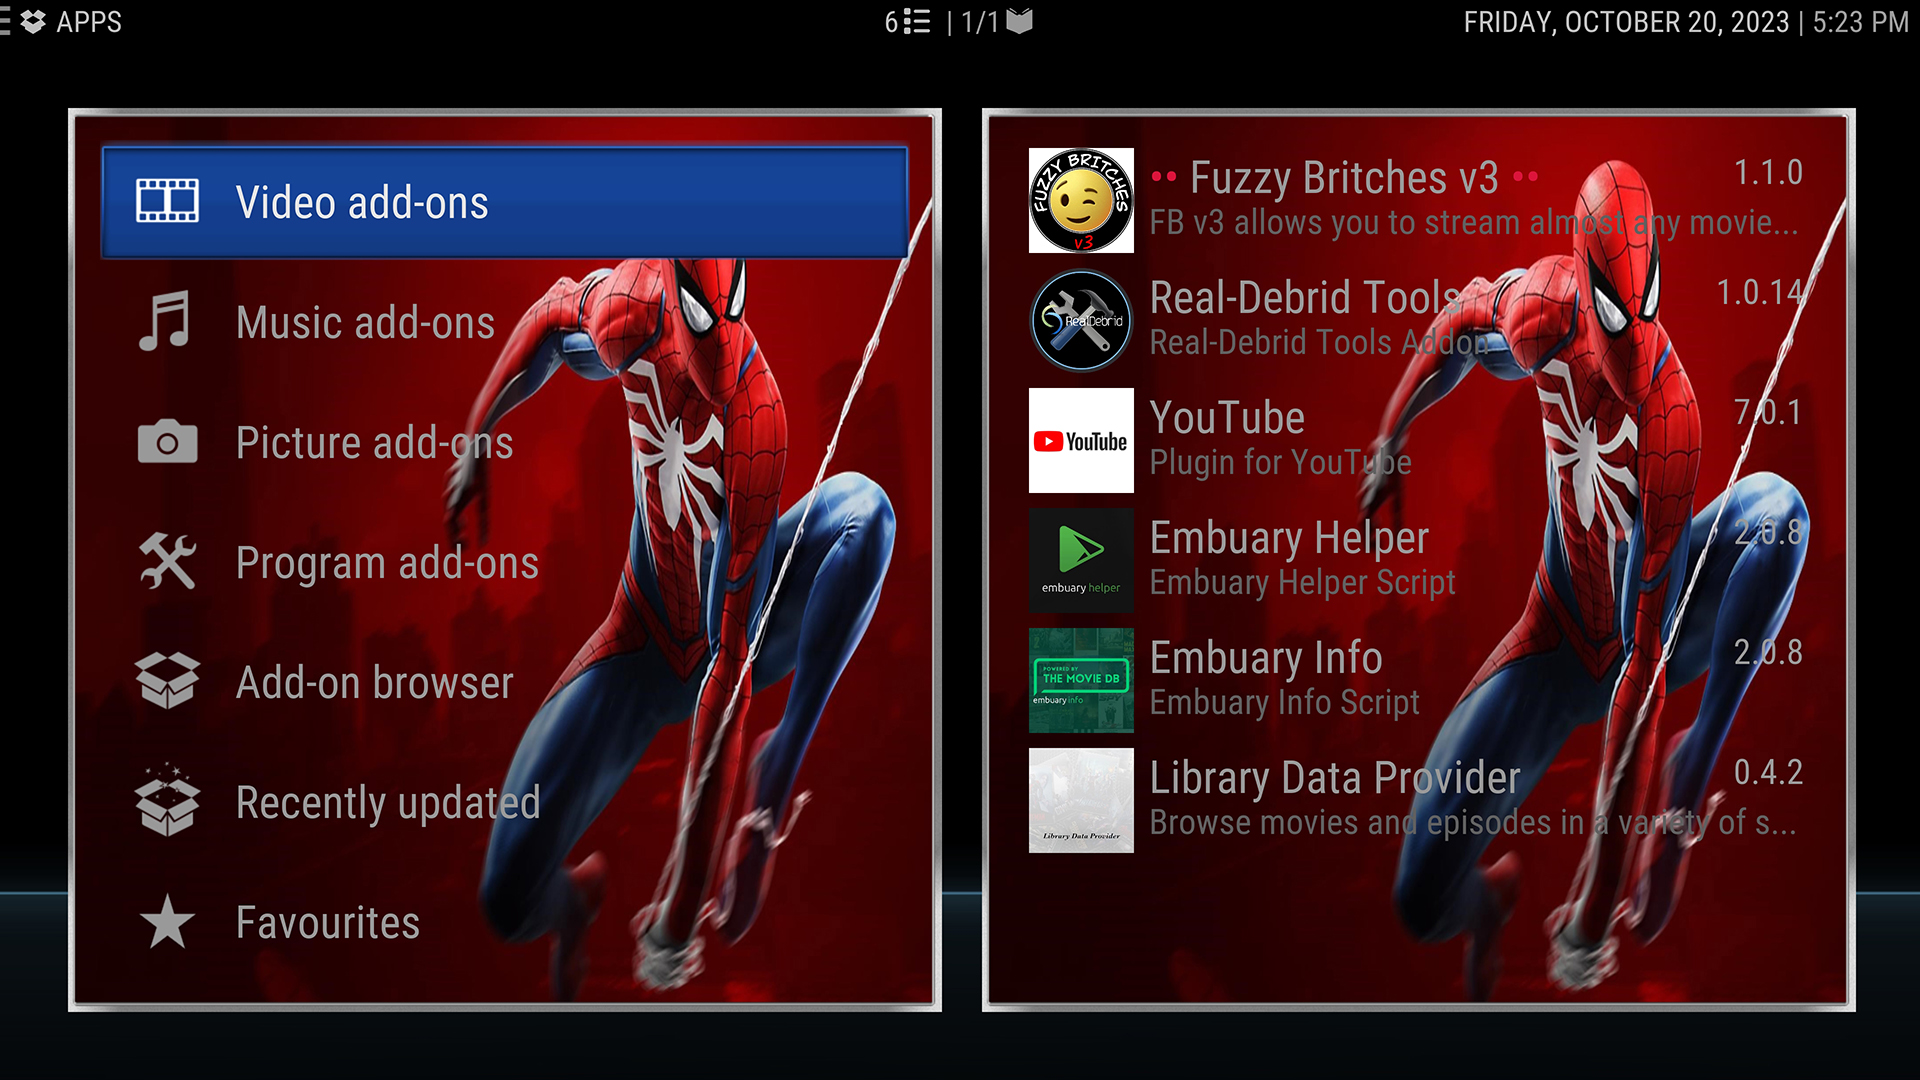 APPS
6 | 1/1
FRIDAY, OCTOBER 20, 2023 | 5:23 PM
Video add-ons
Music add-ons
Picture add-ons
Program add-ons
Add-on browser
Recently updated
Favourites
FUZZY BRITCHES
v3
•• Fuzzy Britches v3 ••
1.1.0
FB v3 allows you to stream almost any movie...
RealDebrid
Real-Debrid Tools
1.0.14
Real-Debrid Tools Addon
YouTube
YouTube
7.0.1
Plugin for YouTube
embuary helper
Embuary Helper
2.0.8
Embuary Helper Script
POWERED BY
THE MOVIE DB
embuary info
Embuary Info
2.0.8
Embuary Info Script
Library Data Provider
Library Data Provider
0.4.2
Browse movies and episodes in a variety of s...